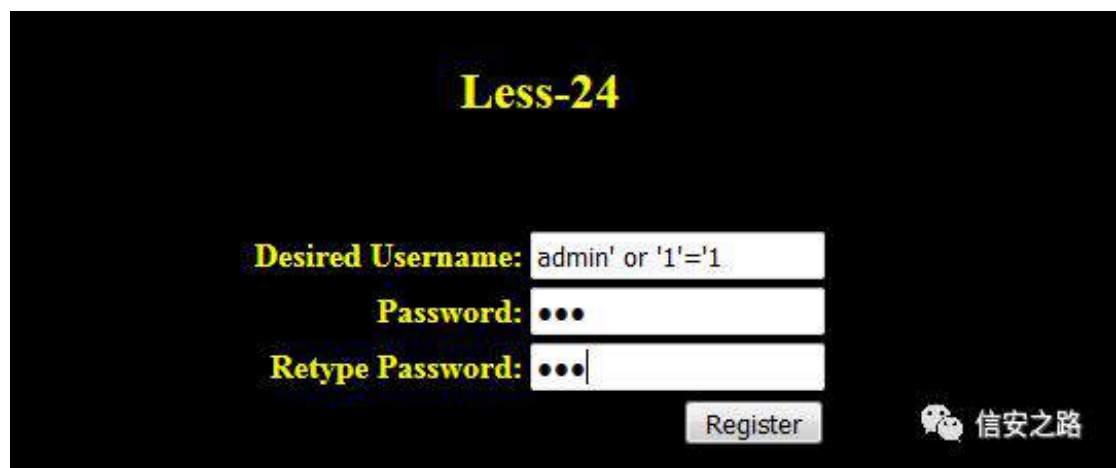 Less-24
Desired Username: admin' or '1'='1
Password: •••
Retype Password: •••
Register
信安之路